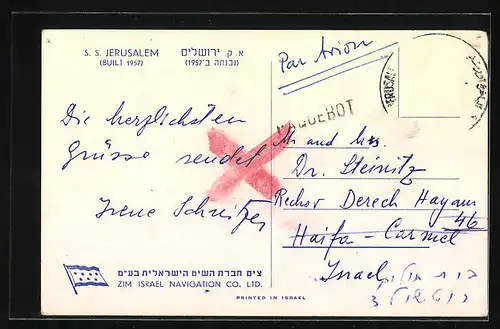 S. S. JERUSALEM
(BUILT 1957)
א. ק. ירושלים
(נבנתה ב־1957)
Par Avion
PAQUEBOT
Die herzlichsten
Grüsse sendet
Irene Schnitzer
Mr and Mrs.
Dr. Steinitz
Rechov Derech Hayam
46
Haifa - Carmel
Israel
צים חברת השיט הישראלית בע״מ
ZIM ISRAEL NAVIGATION CO. LTD.
PRINTED IN ISRAEL